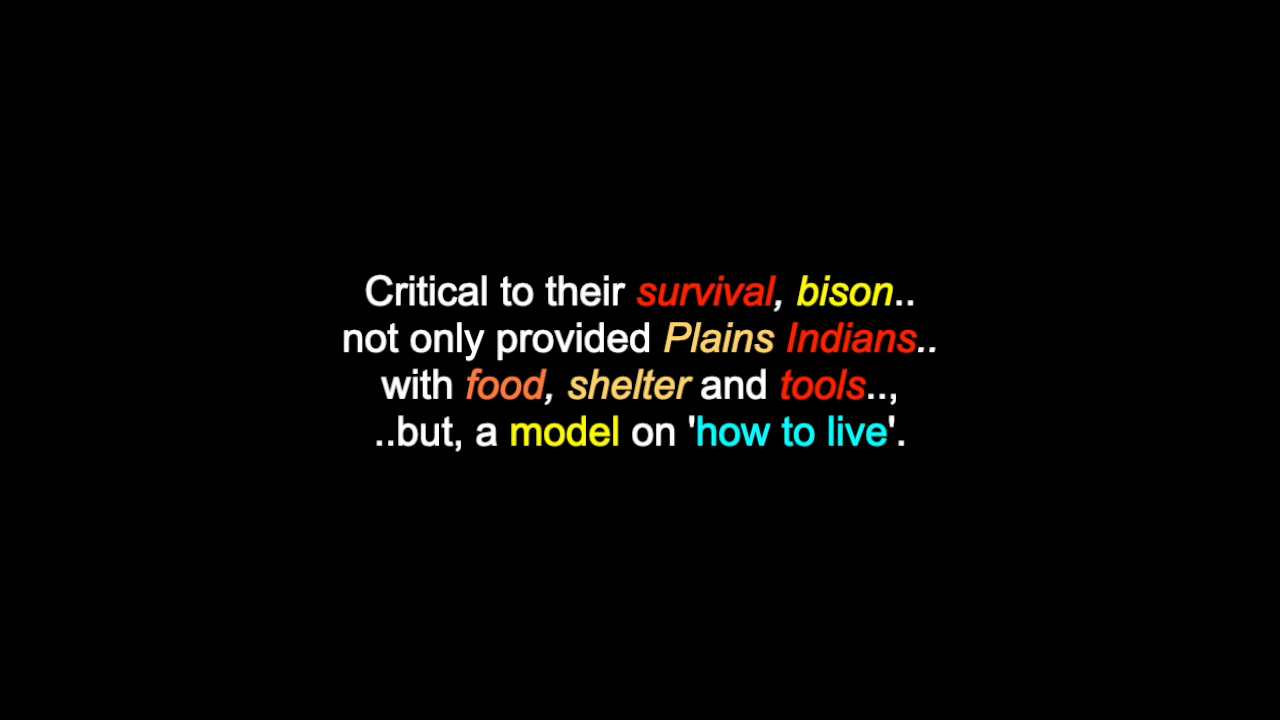 Critical to their survival, bison..
not only provided Plains Indians..
with food, shelter and tools..,
..but, a model on 'how to live'.